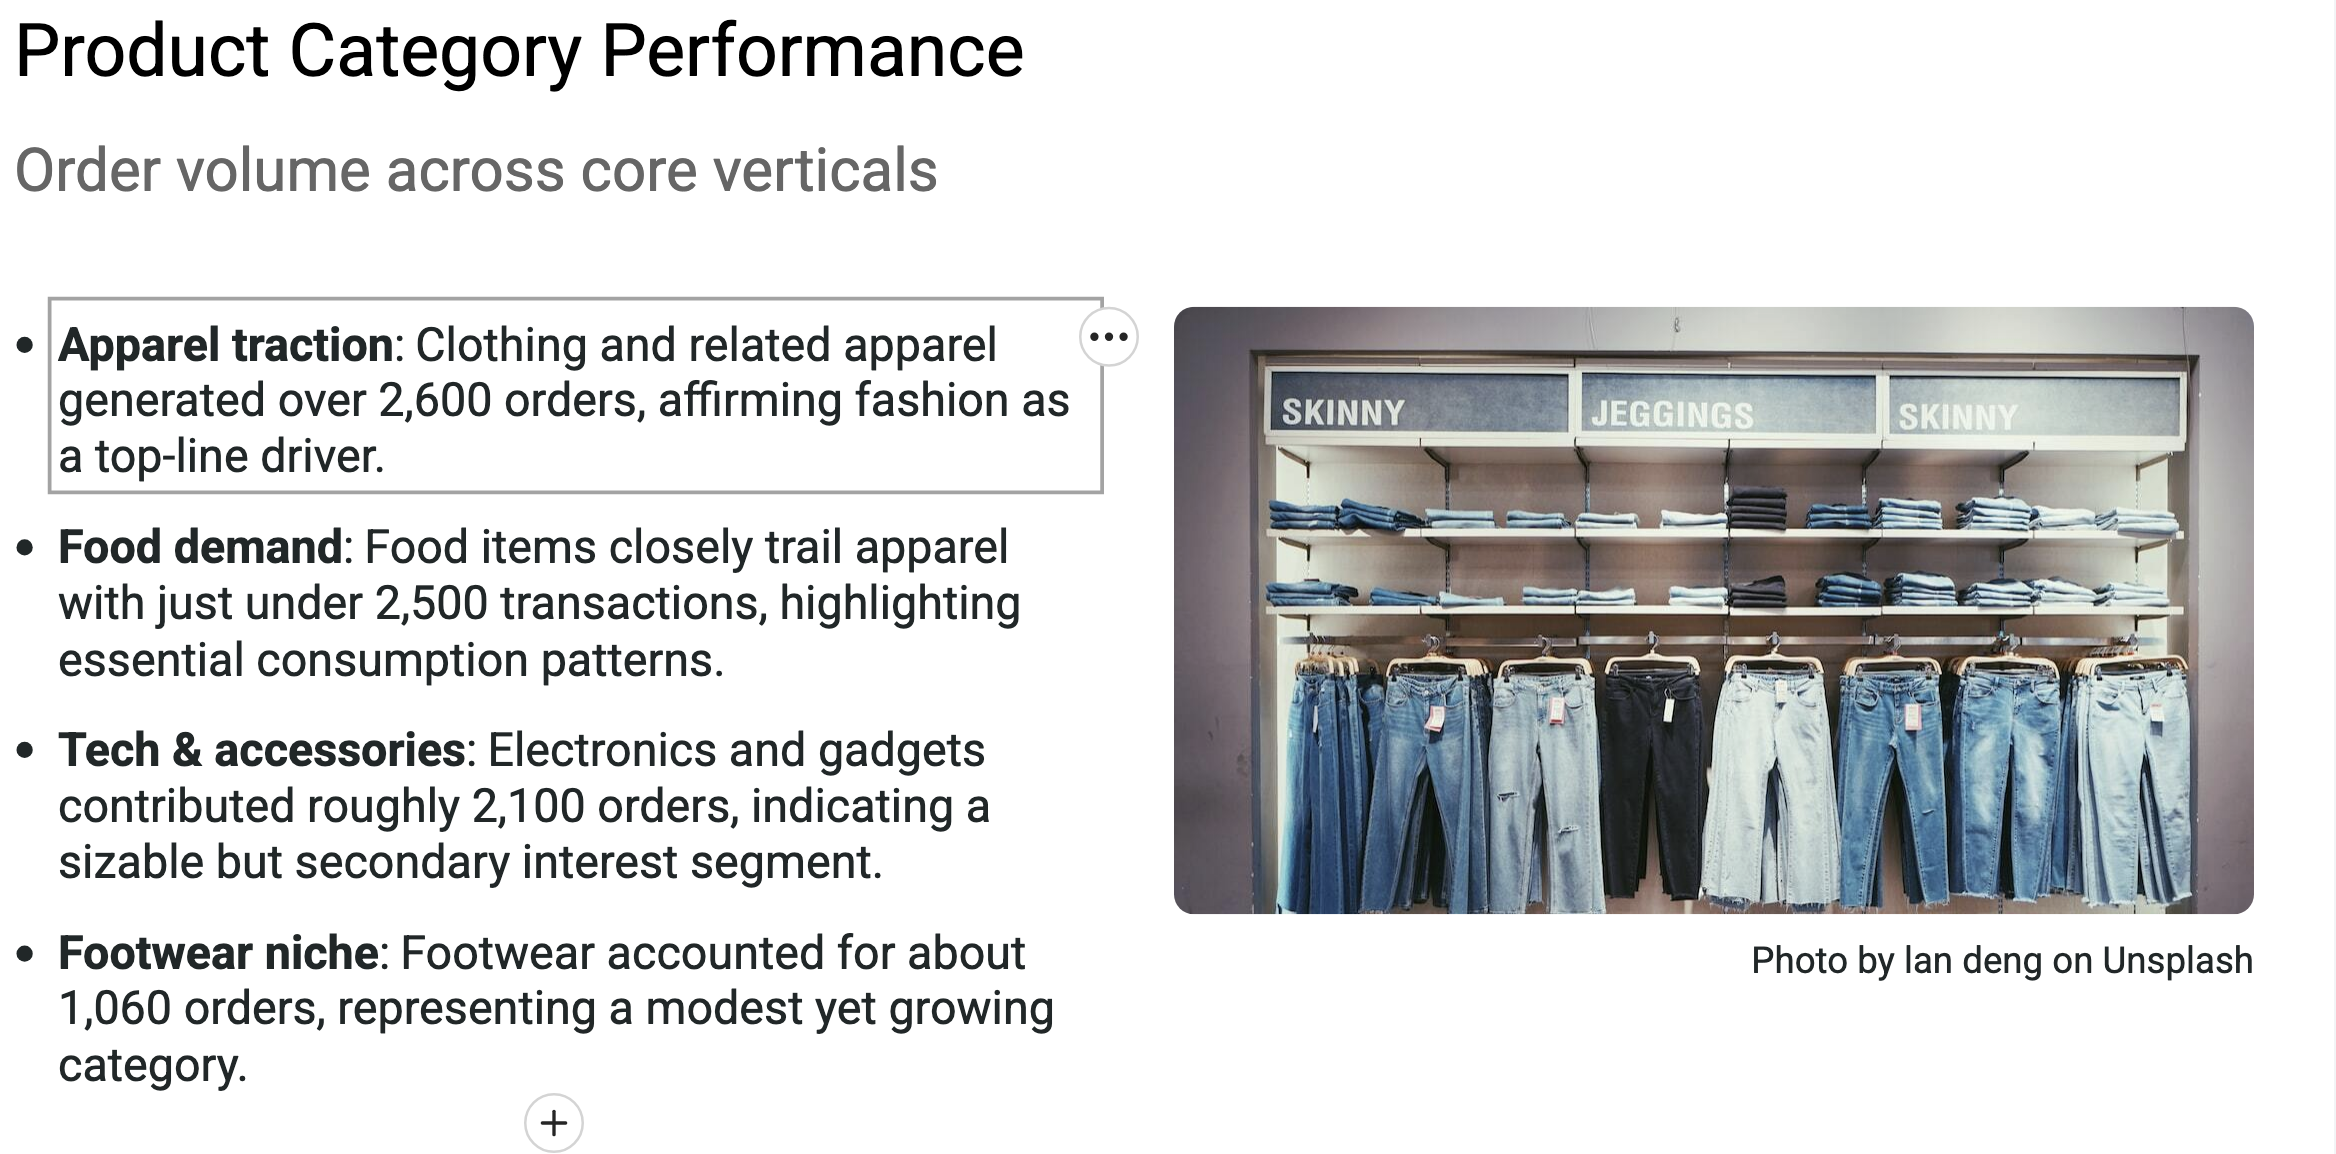 Product Category Performance
Order volume across core verticals
• Apparel traction: Clothing and related apparel
generated over 2,600 orders, affirming fashion as
a top-line driver.
• Food demand: Food items closely trail apparel
with just under 2,500 transactions, highlighting
essential consumption patterns.
• Tech & accessories: Electronics and gadgets
contributed roughly 2,100 orders, indicating a
sizable but secondary interest segment.
• Footwear niche: Footwear accounted for about
1,060 orders, representing a modest yet growing
category.
SKINNY JEGGINGS SKINNY
Photo by lan deng on Unsplash